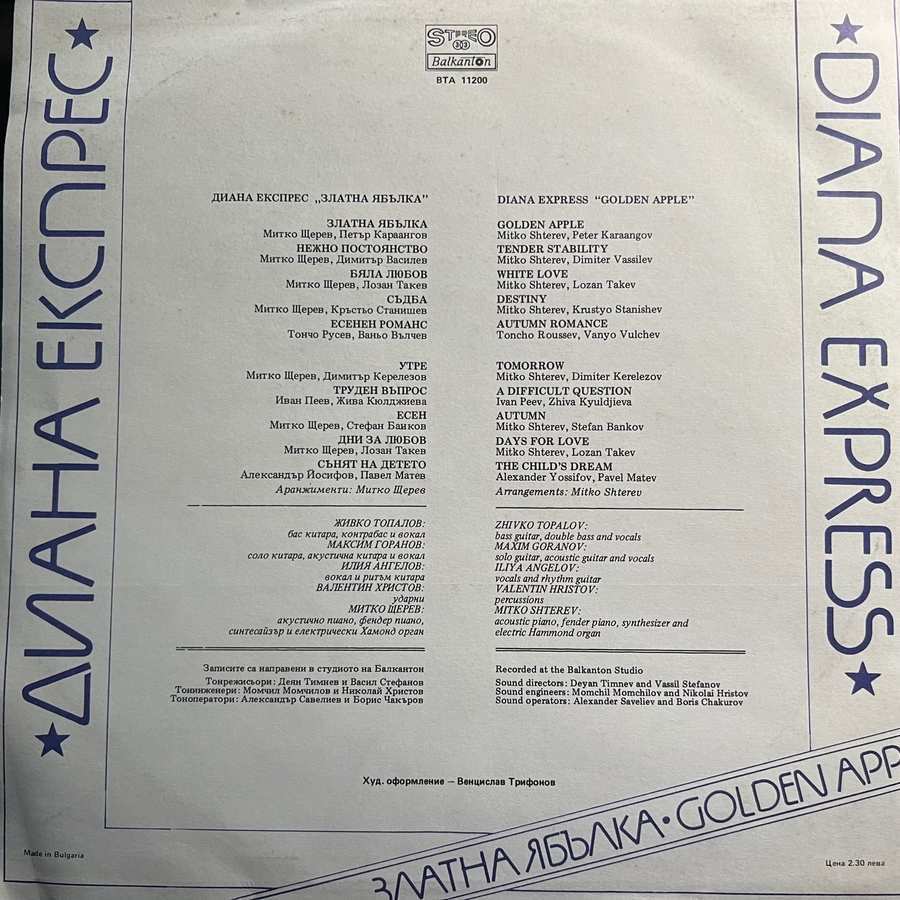 STEREO
33
Balkanton
ВТА 11200
ДИАНА ЕКСПРЕС
DIANA EXPRESS
ДИАНА ЕКСПРЕС „ЗЛАТНА ЯБЪЛКА”
ЗЛАТНА ЯБЪЛКА
Митко Щерев, Петър Караангов
НЕЖНО ПОСТОЯНСТВО
Митко Щерев, Димитър Василев
БЯЛА ЛЮБОВ
Митко Щерев, Лозан Такев
СЪДБА
Митко Щерев, Кръстьо Станишев
ЕСЕНЕН РОМАНС
Тончо Русев, Ваньо Вълчев
УТРЕ
Митко Щерев, Димитър Керелезов
ТРУДЕН ВЪПРОС
Иван Пеев, Жива Кюлджиева
ЕСЕН
Митко Щерев, Стефан Банков
ДНИ ЗА ЛЮБОВ
Митко Щерев, Лозан Такев
СЪНЯТ НА ДЕТЕТО
Александър Йосифов, Павел Матев
Аранжименти: Митко Щерев
ЖИВКО ТОПАЛОВ:
бас китара, контрабас и вокал
МАКСИМ ГОРАНОВ:
соло китара, акустична китара и вокал
ИЛИЯ АНГЕЛОВ:
вокал и ритъм китара
ВАЛЕНТИН ХРИСТОВ:
ударни
МИТКО ЩЕРЕВ:
акустично пиано, фендер пиано,
синтесайзър и електрически Хамонд орган
Записите са направени в студиото на Балкантон
Тонрежисьори: Деян Тимнев и Васил Стефанов
Тонинженери: Момчил Момчилов и Николай Христов
Тоноператори: Александър Савелиев и Борис Чакъров
DIANA EXPRESS “GOLDEN APPLE”
GOLDEN APPLE
Mitko Shterev, Peter Karaangov
TENDER STABILITY
Mitko Shterev, Dimiter Vassilev
WHITE LOVE
Mitko Shterev, Lozan Takev
DESTINY
Mitko Shterev, Krustyo Stanishev
AUTUMN ROMANCE
Toncho Roussev, Vanyo Vulchev
TOMORROW
Mitko Shterev, Dimiter Kerelezov
A DIFFICULT QUESTION
Ivan Peev, Zhiva Kyuldjieva
AUTUMN
Mitko Shterev, Stefan Bankov
DAYS FOR LOVE
Mitko Shterev, Lozan Takev
THE CHILD'S DREAM
Alexander Yossifov, Pavel Matev
Arrangements: Mitko Shterev
ZHIVKO TOPALOV:
bass guitar, double bass and vocals
MAXIM GORANOV:
solo guitar, acoustic guitar and vocals
ILIYA ANGELOV:
vocals and rhythm guitar
VALENTIN HRISTOV:
percussions
MITKO SHTEREV:
acoustic piano, fender piano, synthesizer and
electric Hammond organ
Recorded at the Balkanton Studio
Sound directors: Deyan Timnev and Vassil Stefanov
Sound engineers: Momchil Momchilov and Nikolai Hristov
Sound operators: Alexander Saveliev and Boris Chakurov
Худ. оформление – Венцислав Трифонов
ЗЛАТНА ЯБЪЛКА • GOLDEN APP
Made in Bulgaria
Цена 2.30 лева